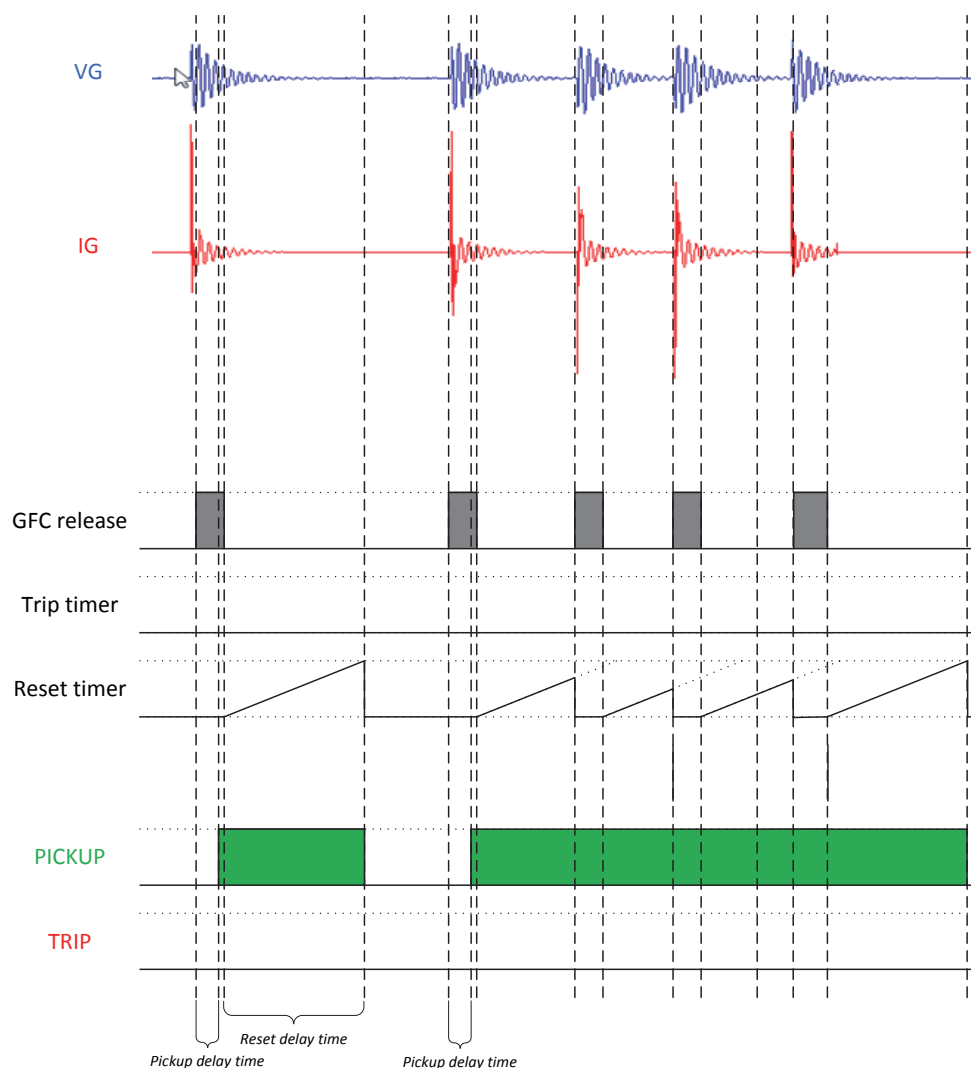 VG
IG
GFC release
Trip timer
Reset timer
PICKUP
TRIP
Reset delay time
Pickup delay time
Pickup delay time